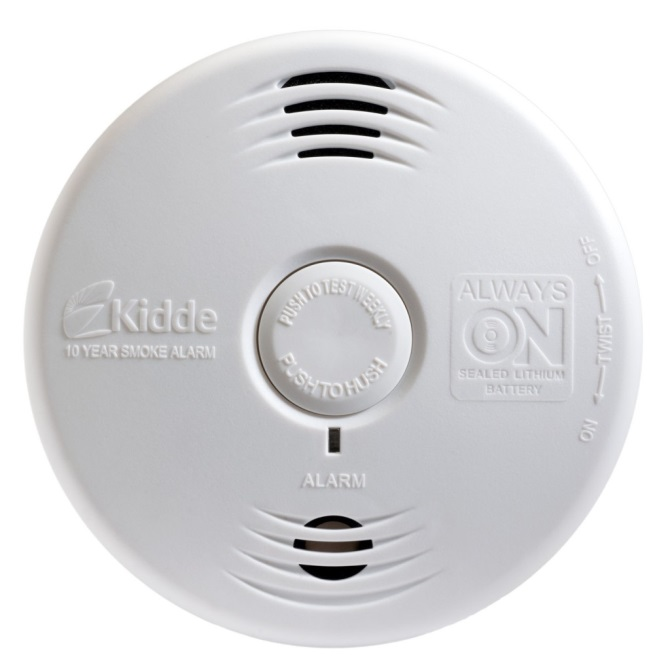 Kidde
10 YEAR SMOKE ALARM
PUSH TO TEST WEEKLY
PUSH TO HUSH
ALARM
ALWAYS
ON
SEALED LITHIUM
BATTERY
ON ← TWIST → OFF